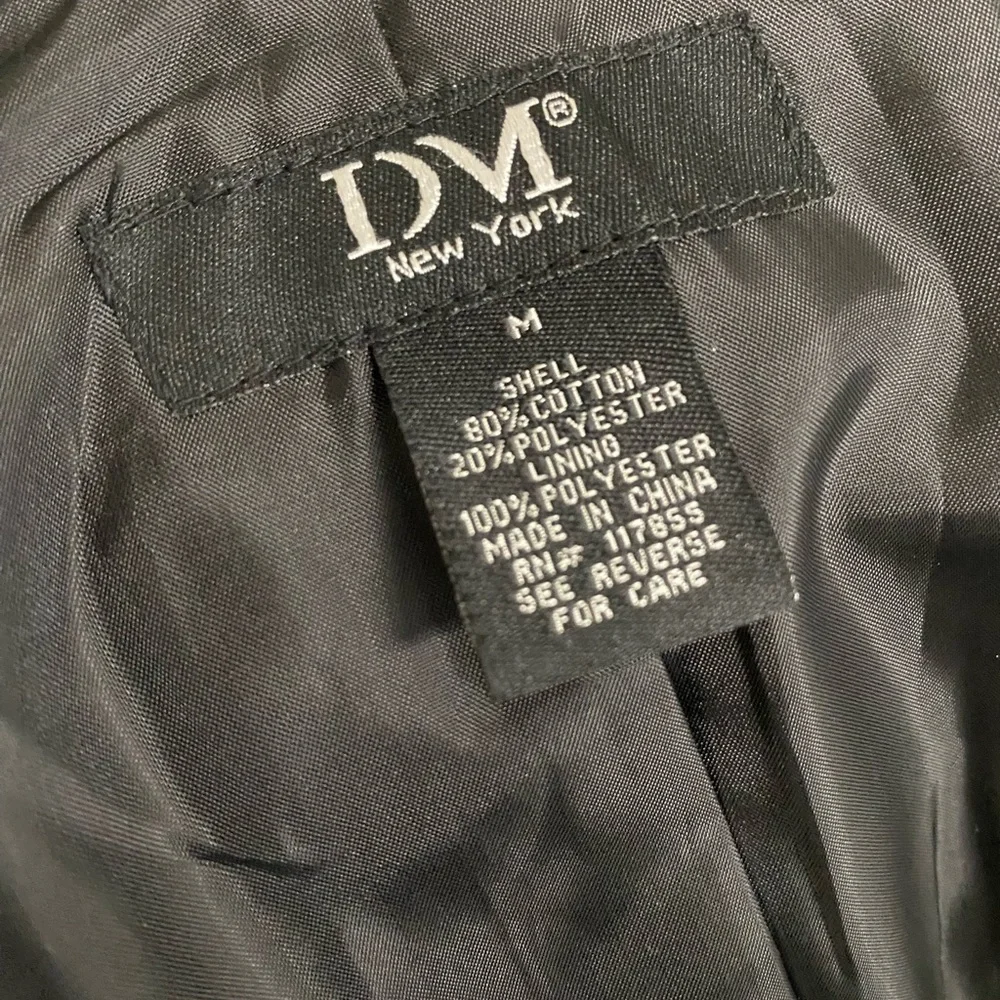 DM®
New York
M
SHELL
80% COTTON
20% POLYESTER
LINING
100% POLYESTER
MADE IN CHINA
RN# 117855
SEE REVERSE
FOR CARE